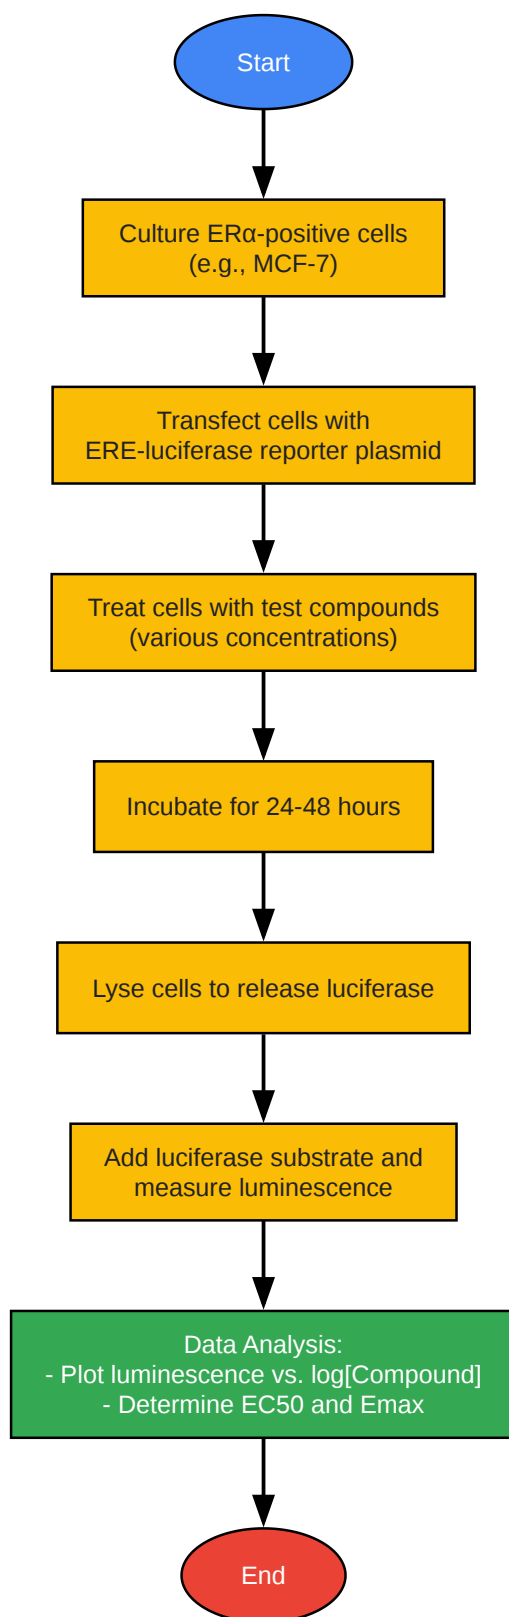 Start
Culture ERα-positive cells
(e.g., MCF-7)
Transfect cells with
ERE-luciferase reporter plasmid
Treat cells with test compounds
(various concentrations)
Incubate for 24-48 hours
Lyse cells to release luciferase
Add luciferase substrate and
measure luminescence
Data Analysis:
- Plot luminescence vs. log[Compound]
- Determine EC50 and Emax
End